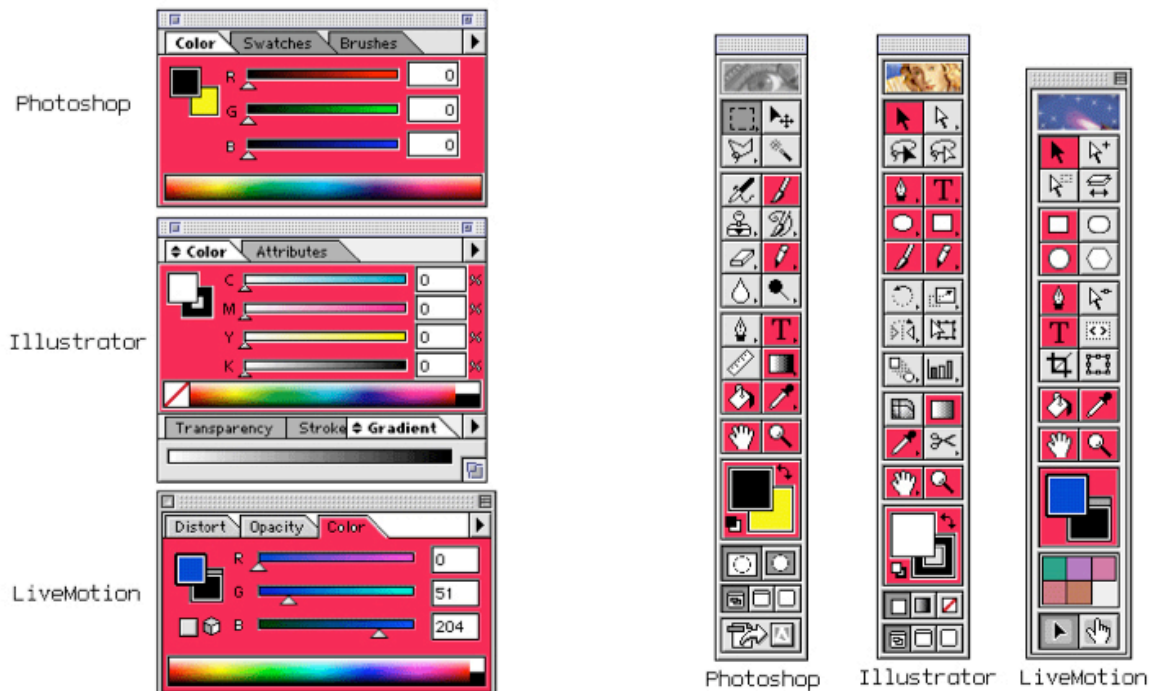 Color Swatches Brushes
Photoshop
R 0
G 0
B 0
Color Attributes
C 0 %
M 0 %
Illustrator
Y 0 %
K 0 %
Transparency Stroke Gradient
Distort Opacity Color
R 0
LiveMotion
G 51
B 204
T
T
T
Photoshop Illustrator LiveMotion